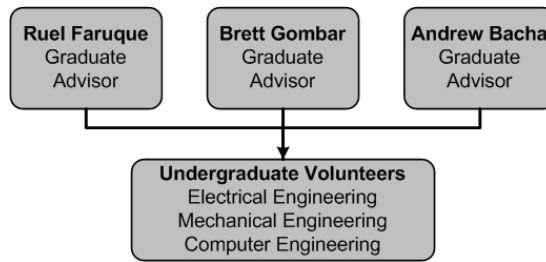 Ruel Faruque
Graduate
Advisor
Brett Gombar
Graduate
Advisor
Andrew Bacha
Graduate
Advisor
Undergraduate Volunteers
Electrical Engineering
Mechanical Engineering
Computer Engineering